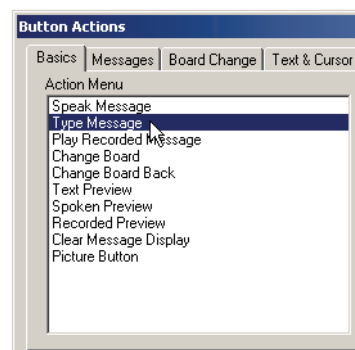 Button Actions
Basics Messages Board Change Text & Cursor
Action Menu
Speak Message
Type Message
Play Recorded Message
Change Board
Change Board Back
Text Preview
Spoken Preview
Recorded Preview
Clear Message Display
Picture Button